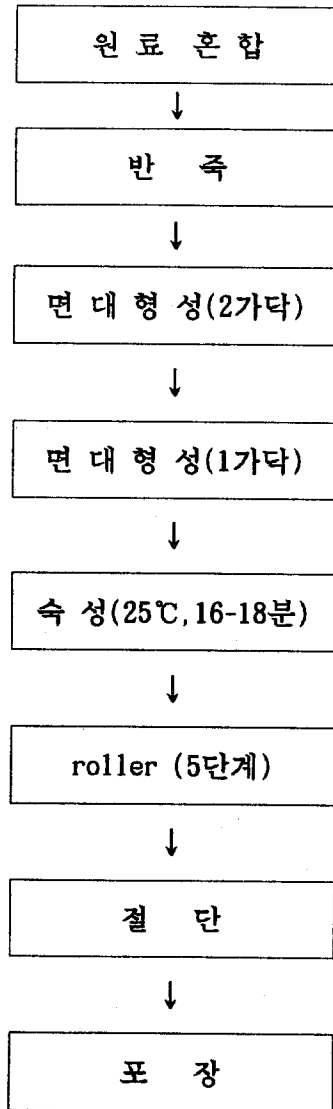 원 료 혼 합
↓
반 죽
↓
면 대 형 성(2가닥)
↓
면 대 형 성(1가닥)
↓
숙 성(25℃, 16-18분)
↓
roller (5단계)
↓
절 단
↓
포 장